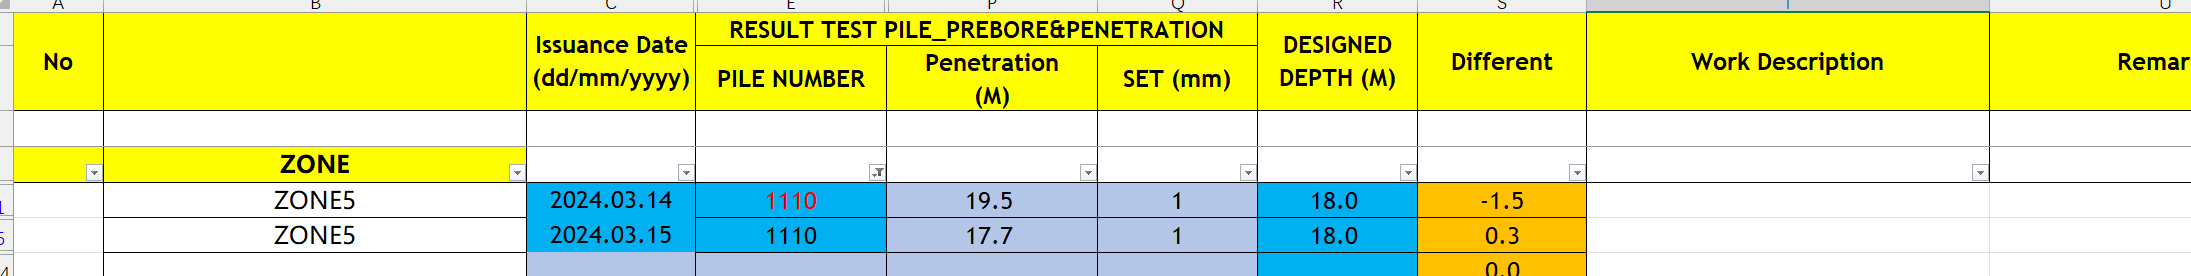 A B C E P Q R S U
No
Issuance Date
(dd/mm/yyyy)
RESULT TEST PILE_PREBORE&PENETRATION
PILE NUMBER
Penetration
(M)
SET (mm)
DESIGNED
DEPTH (M)
Different
Work Description
Remar
ZONE
ZONE5 2024.03.14 1110 19.5 1 18.0 -1.5
ZONE5 2024.03.15 1110 17.7 1 18.0 0.3
0.0